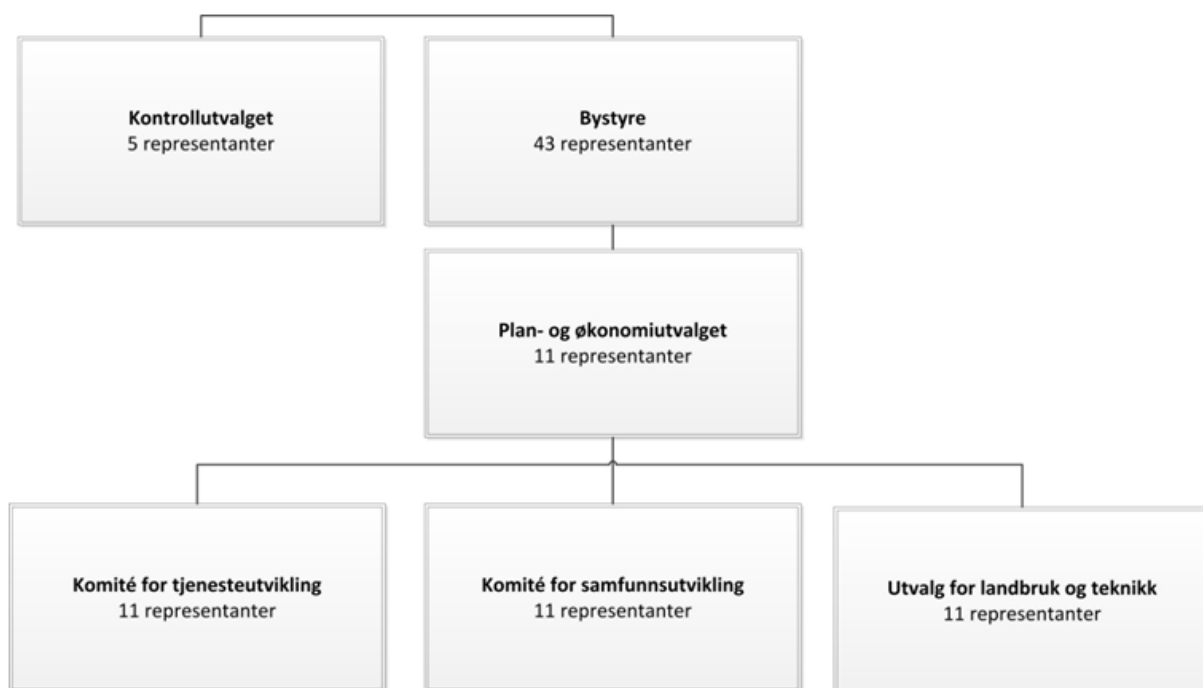 Kontrollutvalget
5 representanter
Bystyre
43 representanter
Plan- og økonomiutvalget
11 representanter
Komité for tjenesteutvikling
11 representanter
Komité for samfunnsutvikling
11 representanter
Utvalg for landbruk og teknikk
11 representanter